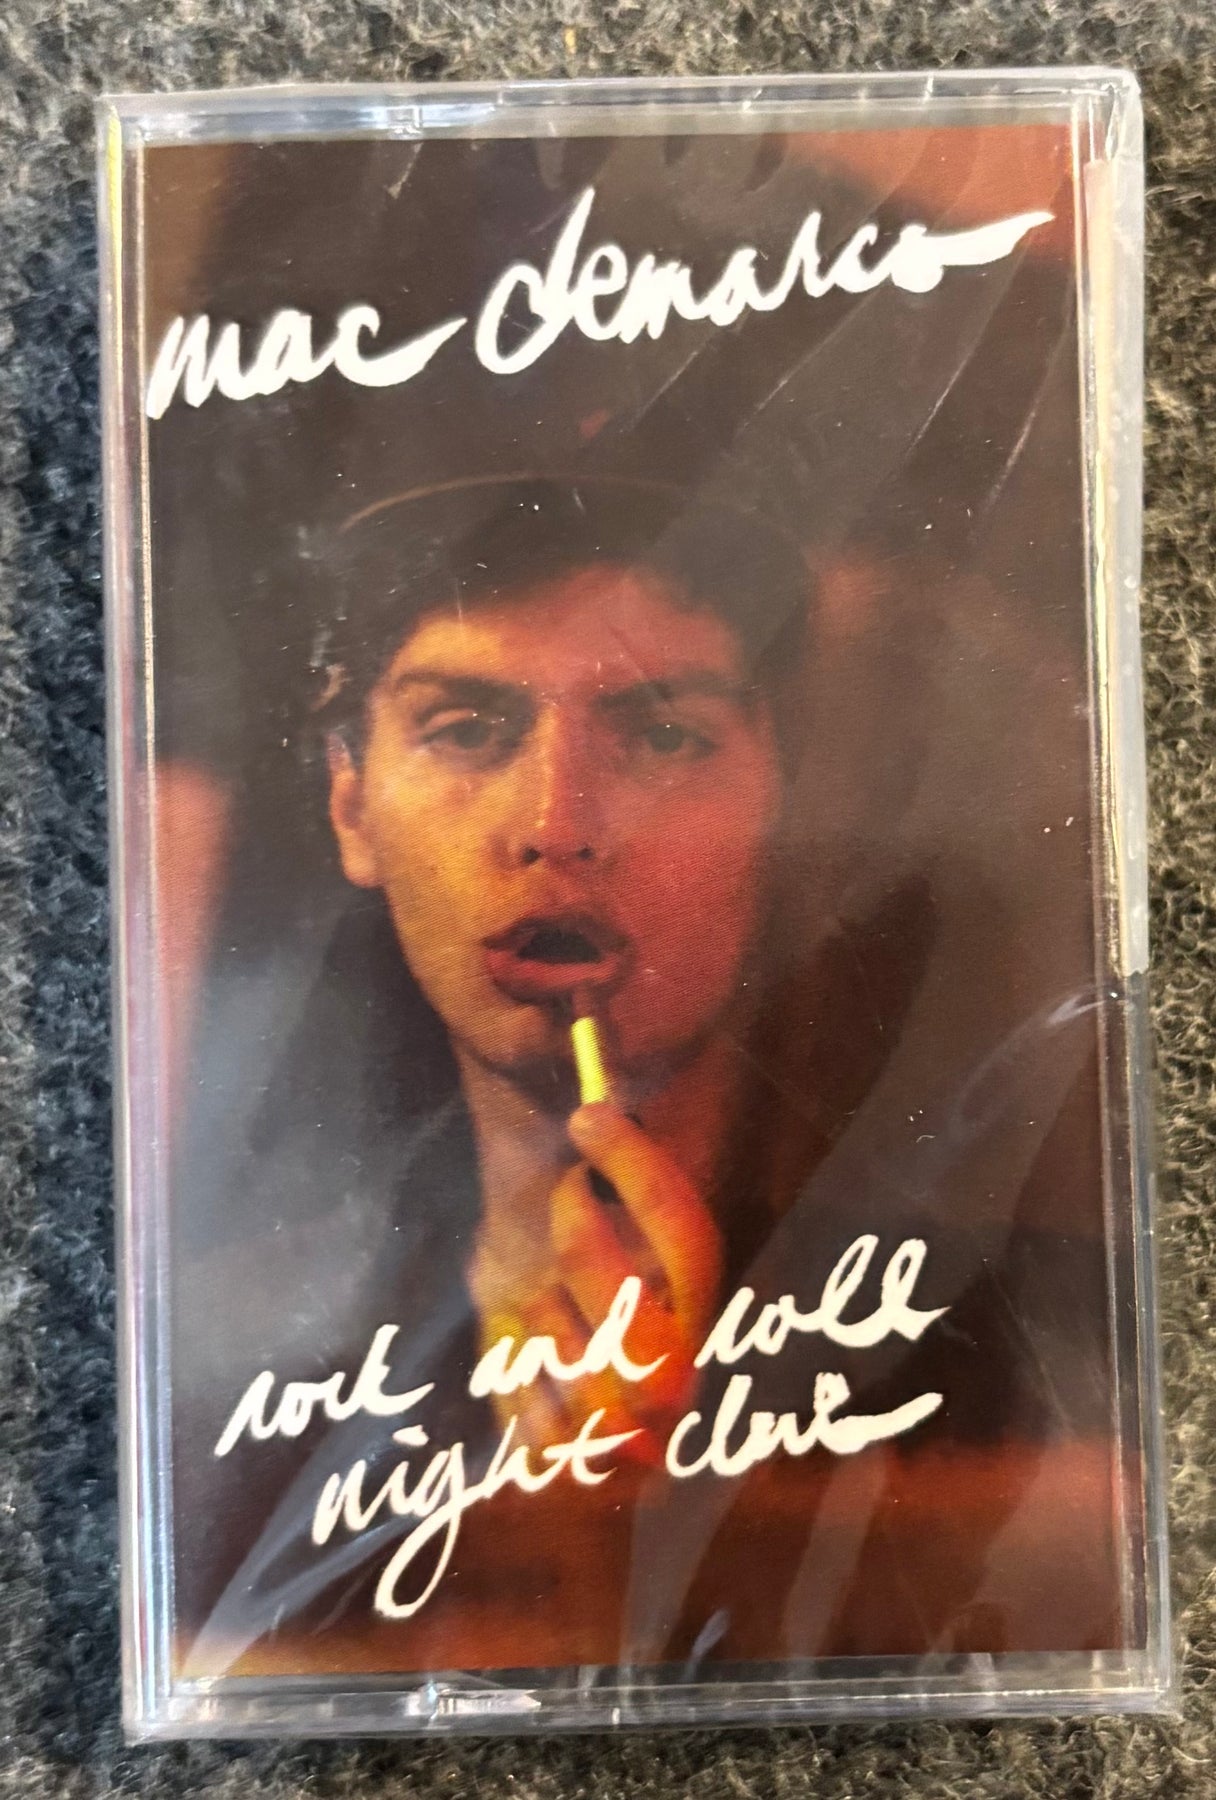 mac demarco
rock and roll
night club